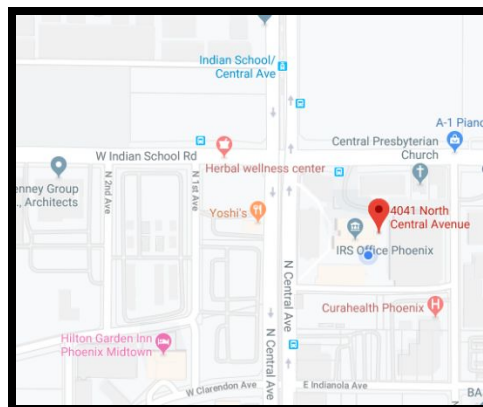 Indian School/
Central Ave
A-1 Piano
Central Presbyterian
Church
W Indian School Rd
Herbal wellness center
enney Group
., Architects
N 2nd Ave
N 1st Ave
Yoshi's
4041 North
Central Avenue
IRS Office Phoenix
N Central Ave
Curahealth Phoenix
H
Hilton Garden Inn
Phoenix Midtown
N Central Ave
W Clarendon Ave
E Indianola Ave
BA